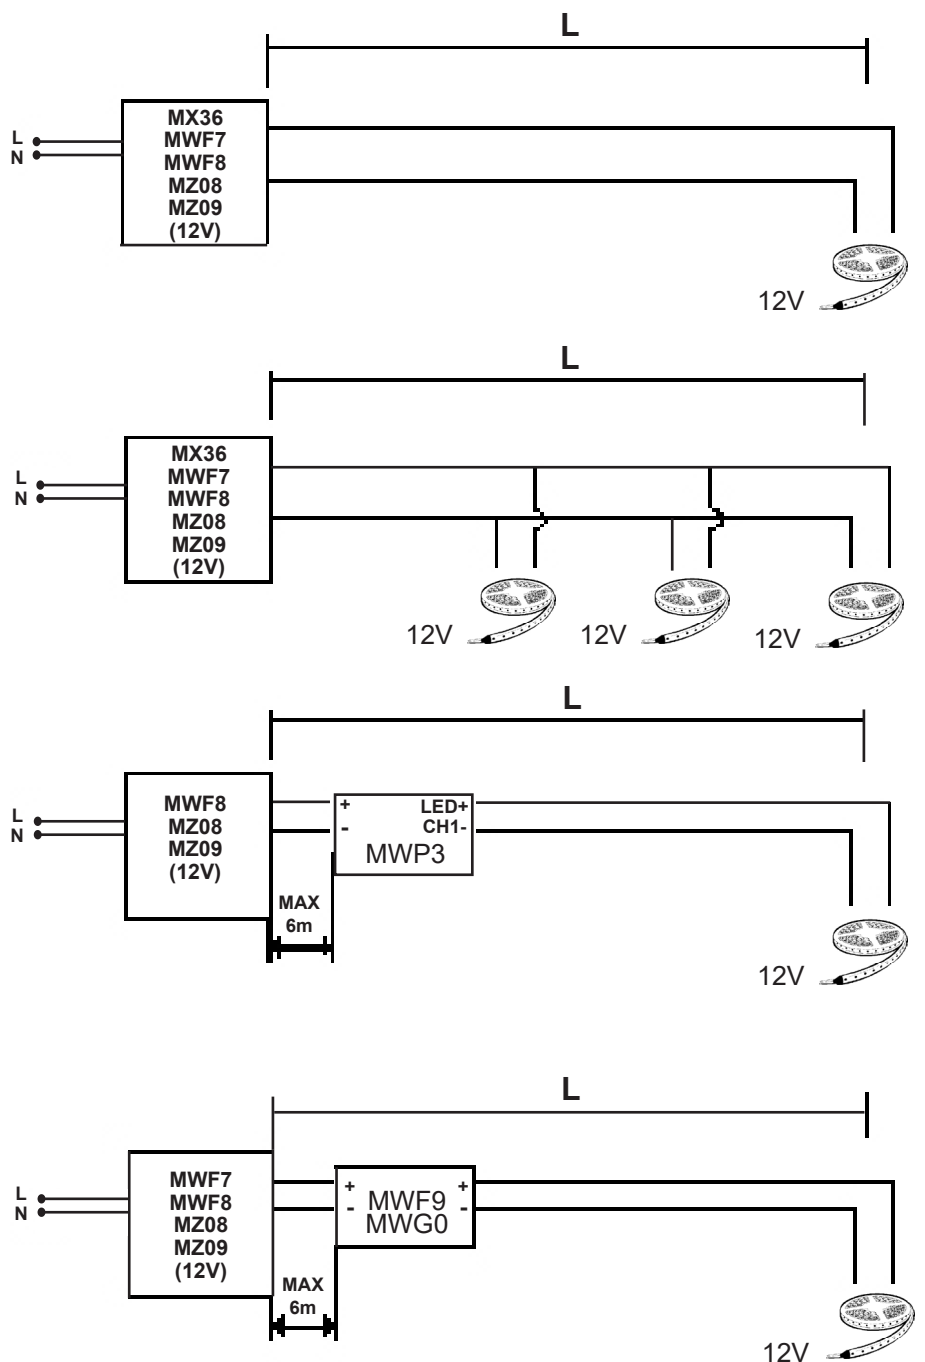 L
MX36
MWF7
MWF8
MZ08
MZ09
(12V)
L
N
12V
L
MX36
MWF7
MWF8
MZ08
MZ09
(12V)
L
N
12V
12V
12V
L
MWF8
MZ08
MZ09
(12V)
L
N
+ LED+
- CH1-
MWP3
MAX
6m
12V
L
MWF7
MWF8
MZ08
MZ09
(12V)
L
N
+ MWF9 +
- MWG0 -
MAX
6m
12V